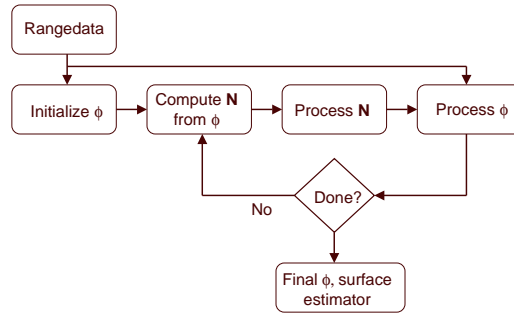 Rangedata
Initialize ϕ
Compute N
from ϕ
Process N
Process ϕ
Done?
No
Final ϕ, surface
estimator